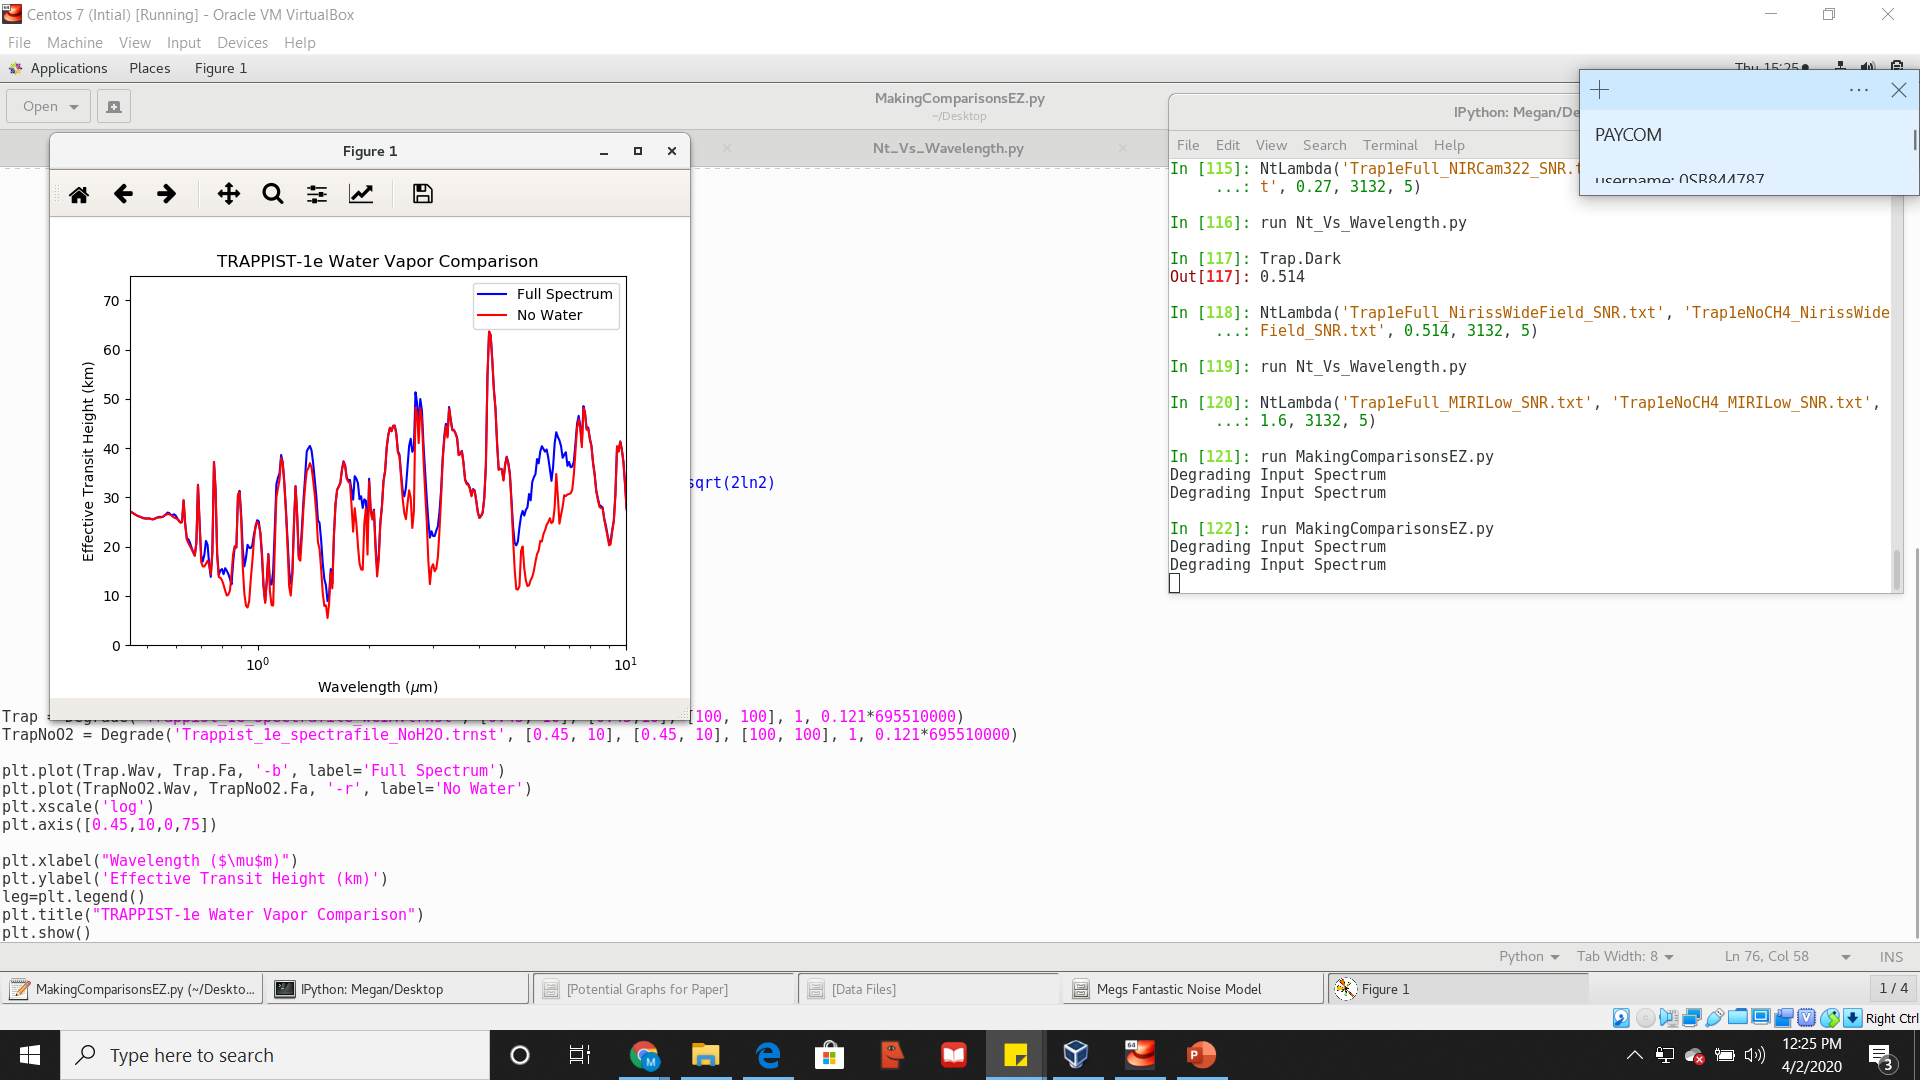 Centos 7 (Intial) [Running] - Oracle VM VirtualBox
File Machine View Input Devices Help
Applications Places Figure 1
Thu 15:25
Open
MakingComparisonsEZ.py
~/Desktop
Nt_Vs_Wavelength.py
Figure 1
TRAPPIST-1e Water Vapor Comparison
Full Spectrum
No Water
70
60
50
40
30
20
10
0
Effective Transit Height (km)
10^0
10^1
Wavelength (μm)
sqrt(2ln2)
Trap = [100, 100], 1, 0.121*695510000)
TrapNoO2 = Degrade('Trappist_1e_spectrafile_NoH2O.trnst', [0.45, 10], [0.45, 10], [100, 100], 1, 0.121*695510000)
plt.plot(Trap.Wav, Trap.Fa, '-b', label='Full Spectrum')
plt.plot(TrapNoO2.Wav, TrapNoO2.Fa, '-r', label='No Water')
plt.xscale('log')
plt.axis([0.45,10,0,75])
plt.xlabel("Wavelength ($\mu$m)")
plt.ylabel('Effective Transit Height (km)')
leg=plt.legend()
plt.title("TRAPPIST-1e Water Vapor Comparison")
plt.show()
IPython: Megan/De
File Edit View Search Terminal Help
In [115]: NtLambda('Trap1eFull_NIRCam322_SNR.t
...: t', 0.27, 3132, 5)
In [116]: run Nt_Vs_Wavelength.py
In [117]: Trap.Dark
Out[117]: 0.514
In [118]: NtLambda('Trap1eFull_NirissWideField_SNR.txt', 'Trap1eNoCH4_NirissWide
...: Field_SNR.txt', 0.514, 3132, 5)
In [119]: run Nt_Vs_Wavelength.py
In [120]: NtLambda('Trap1eFull_MIRILow_SNR.txt', 'Trap1eNoCH4_MIRILow_SNR.txt',
...: 1.6, 3132, 5)
In [121]: run MakingComparisonsEZ.py
Degrading Input Spectrum
Degrading Input Spectrum
In [122]: run MakingComparisonsEZ.py
Degrading Input Spectrum
Degrading Input Spectrum
PAYCOM
username: 0SB844787
Python Tab Width: 8 Ln 76, Col 58 INS
MakingComparisonsEZ.py (~/Deskto...
IPython: Megan/Desktop
[Potential Graphs for Paper]
[Data Files]
Megs Fantastic Noise Model
Figure 1
1 / 4
Right Ctrl
Type here to search
12:25 PM
4/2/2020
3